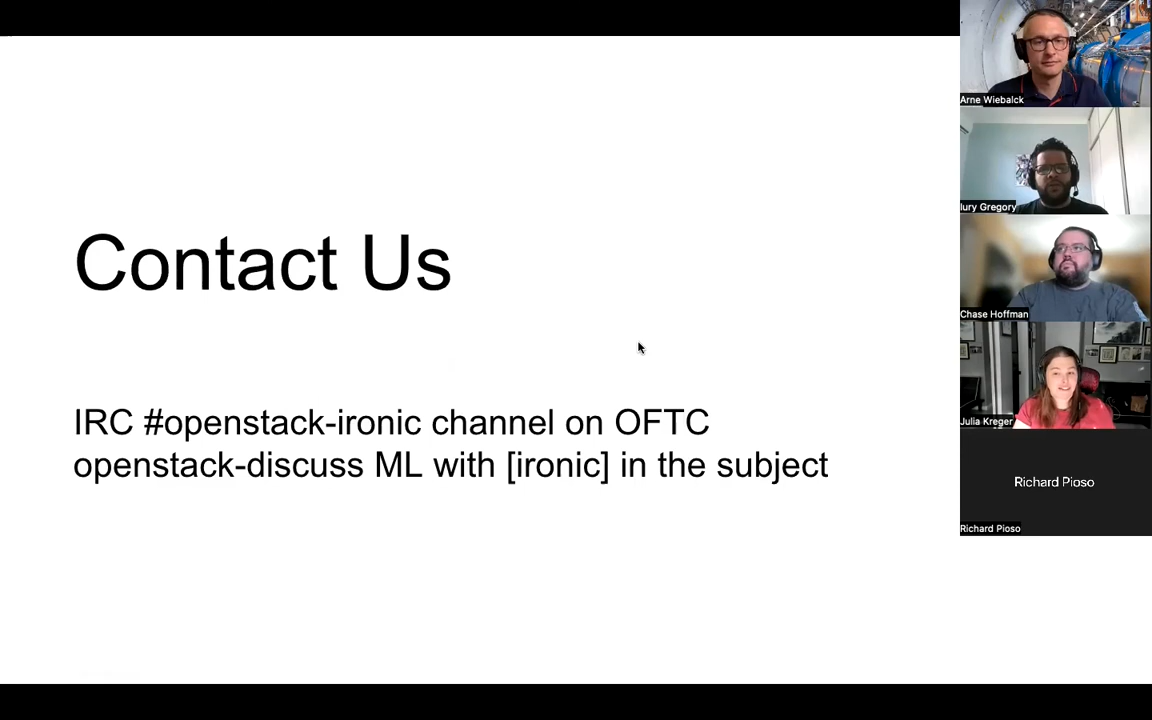 Contact Us
IRC #openstack-ironic channel on OFTC
openstack-discuss ML with [ironic] in the subject
Arne Wiebalck
Iury Gregory
Chase Hoffman
Julia Kreger
Richard Pioso
Richard Pioso